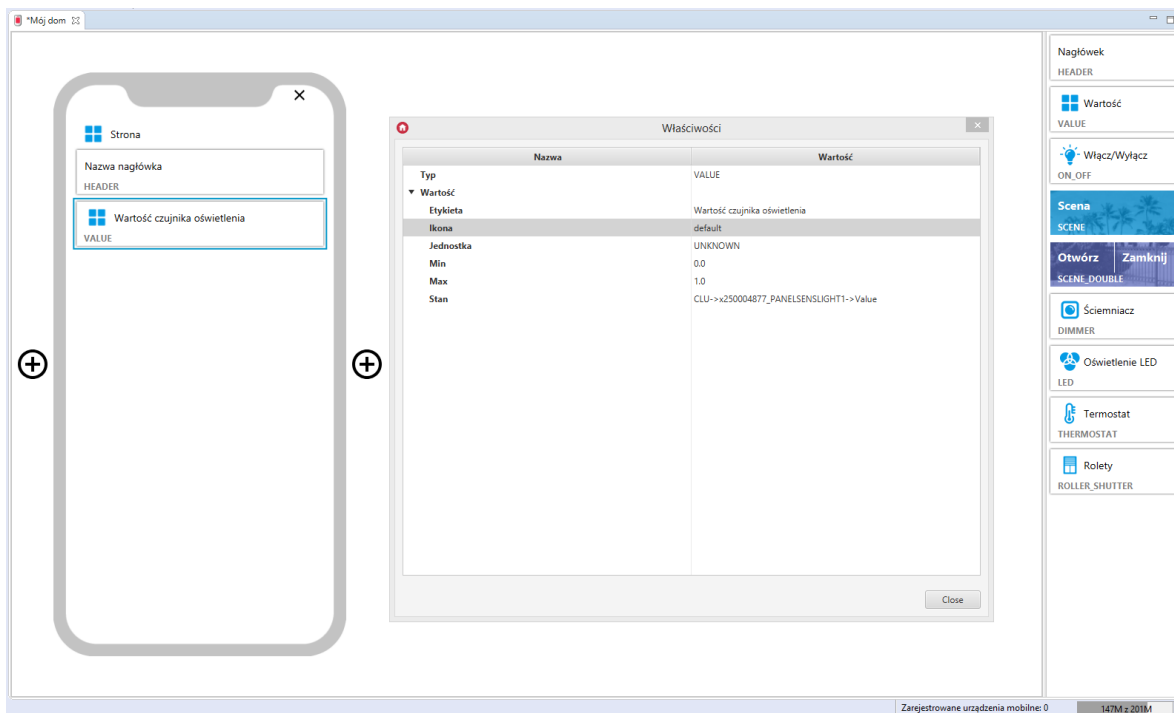 *Mój dom
Strona
Nazwa nagłówka
HEADER
Wartość czujnika oświetlenia
VALUE
Właściwości
Nazwa Wartość
Typ VALUE
Wartość
Etykieta Wartość czujnika oświetlenia
Ikona default
Jednostka UNKNOWN
Min 0.0
Max 1.0
Stan CLU->x250004877_PANELSENSLIGHT1->Value
Close
Nagłówek
HEADER
Wartość
VALUE
Włącz/Wyłącz
ON_OFF
Scena
SCENE
Otwórz Zamknij
SCENE_DOUBLE
Ściemniacz
DIMMER
Oświetlenie LED
LED
Termostat
THERMOSTAT
Rolety
ROLLER_SHUTTER
Zarejestrowane urządzenia mobilne: 0 147M z 201M